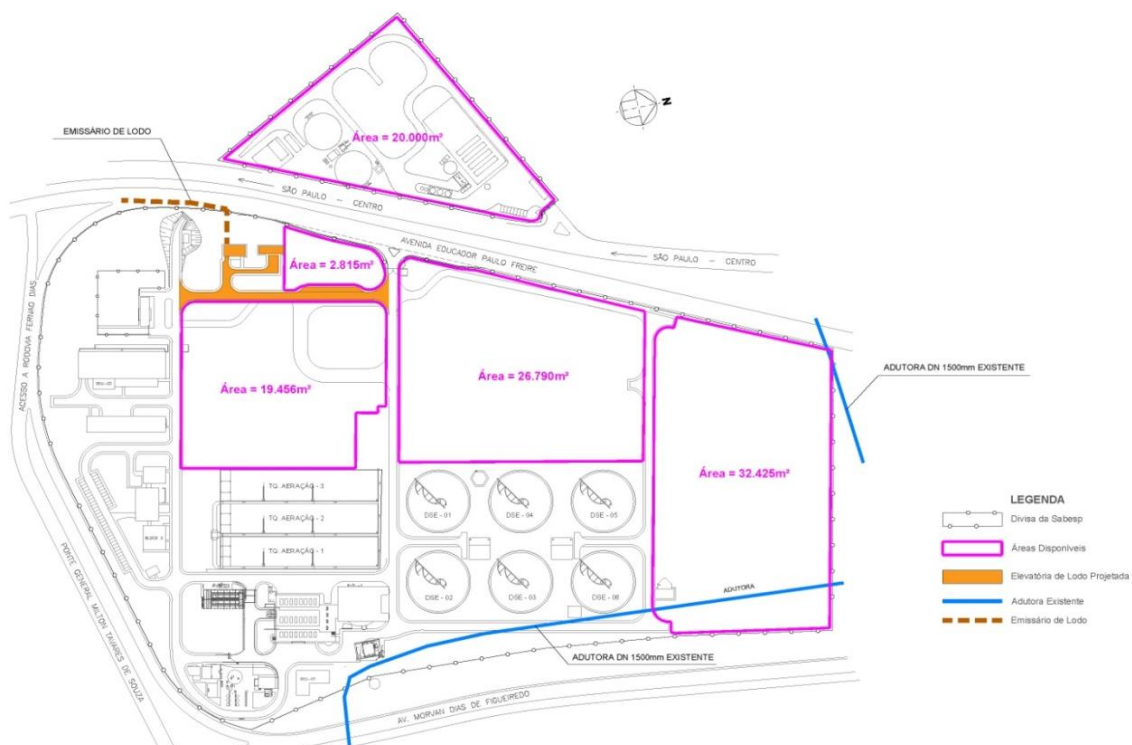 EMISSÁRIO DE LODO
Área = 20.000m²
N
SÃO PAULO - CENTRO
AVENIDA EDUCADOR PAULO FREIRE
SÃO PAULO - CENTRO
Área = 2.815m²
ACESSO A RODOVIA FERNAO DIAS
ADUTORA DN 1500mm EXISTENTE
Área = 19.456m²
Área = 26.790m²
Área = 32.425m²
TQ. AERAÇÃO - 3
TQ. AERAÇÃO - 2
TQ. AERAÇÃO - 1
DSE - 01
DSE - 04
DSE - 05
DSE - 02
DSE - 03
DSE - 06
ADUTORA
ADUTORA DN 1500mm EXISTENTE
PONTE GENERAL MILTON TAVARES DE SOUZA
AV. MORVAN DIAS DE FIGUEIREDO
LEGENDA
Divisa da Sabesp
Áreas Disponíveis
Elevatória de Lodo Projetada
Adutora Existente
Emissário de Lodo